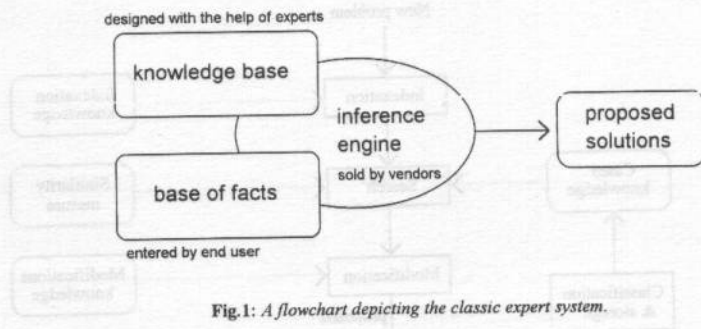 designed with the help of experts
knowledge base
inference
engine
sold by vendors
proposed
solutions
base of facts
entered by end user
Fig.1: A flowchart depicting the classic expert system.